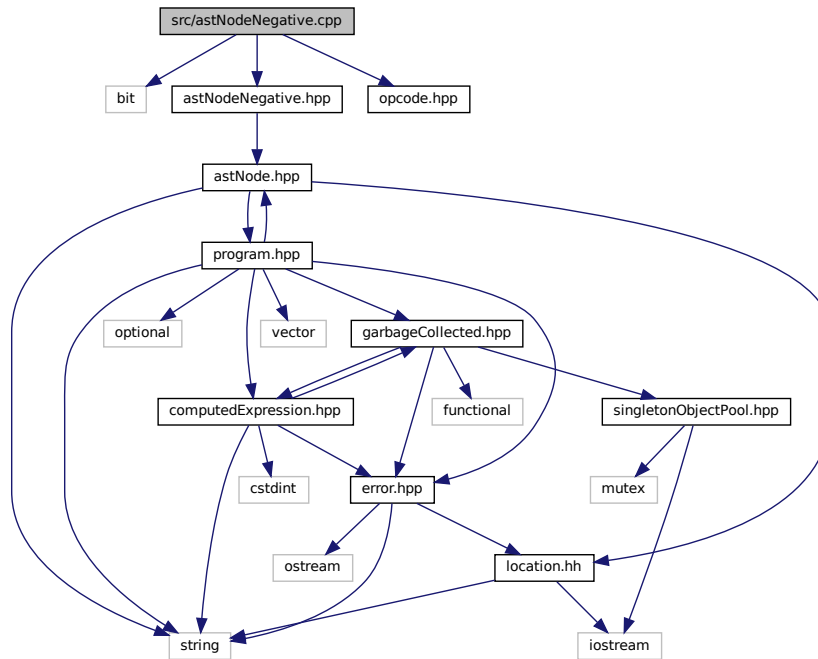 src/astNodeNegative.cpp
bit
astNodeNegative.hpp
opcode.hpp
astNode.hpp
program.hpp
optional
vector
garbageCollected.hpp
computedExpression.hpp
functional
singletonObjectPool.hpp
cstdint
error.hpp
mutex
ostream
location.hh
string
iostream